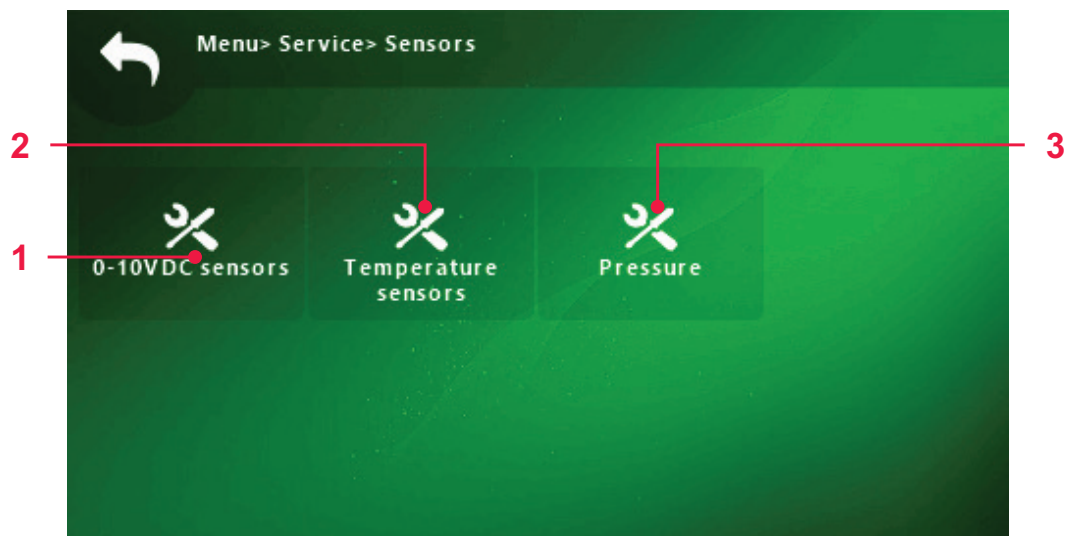 Menu> Service> Sensors
2
3
1
0-10VDC sensors
Temperature
sensors
Pressure